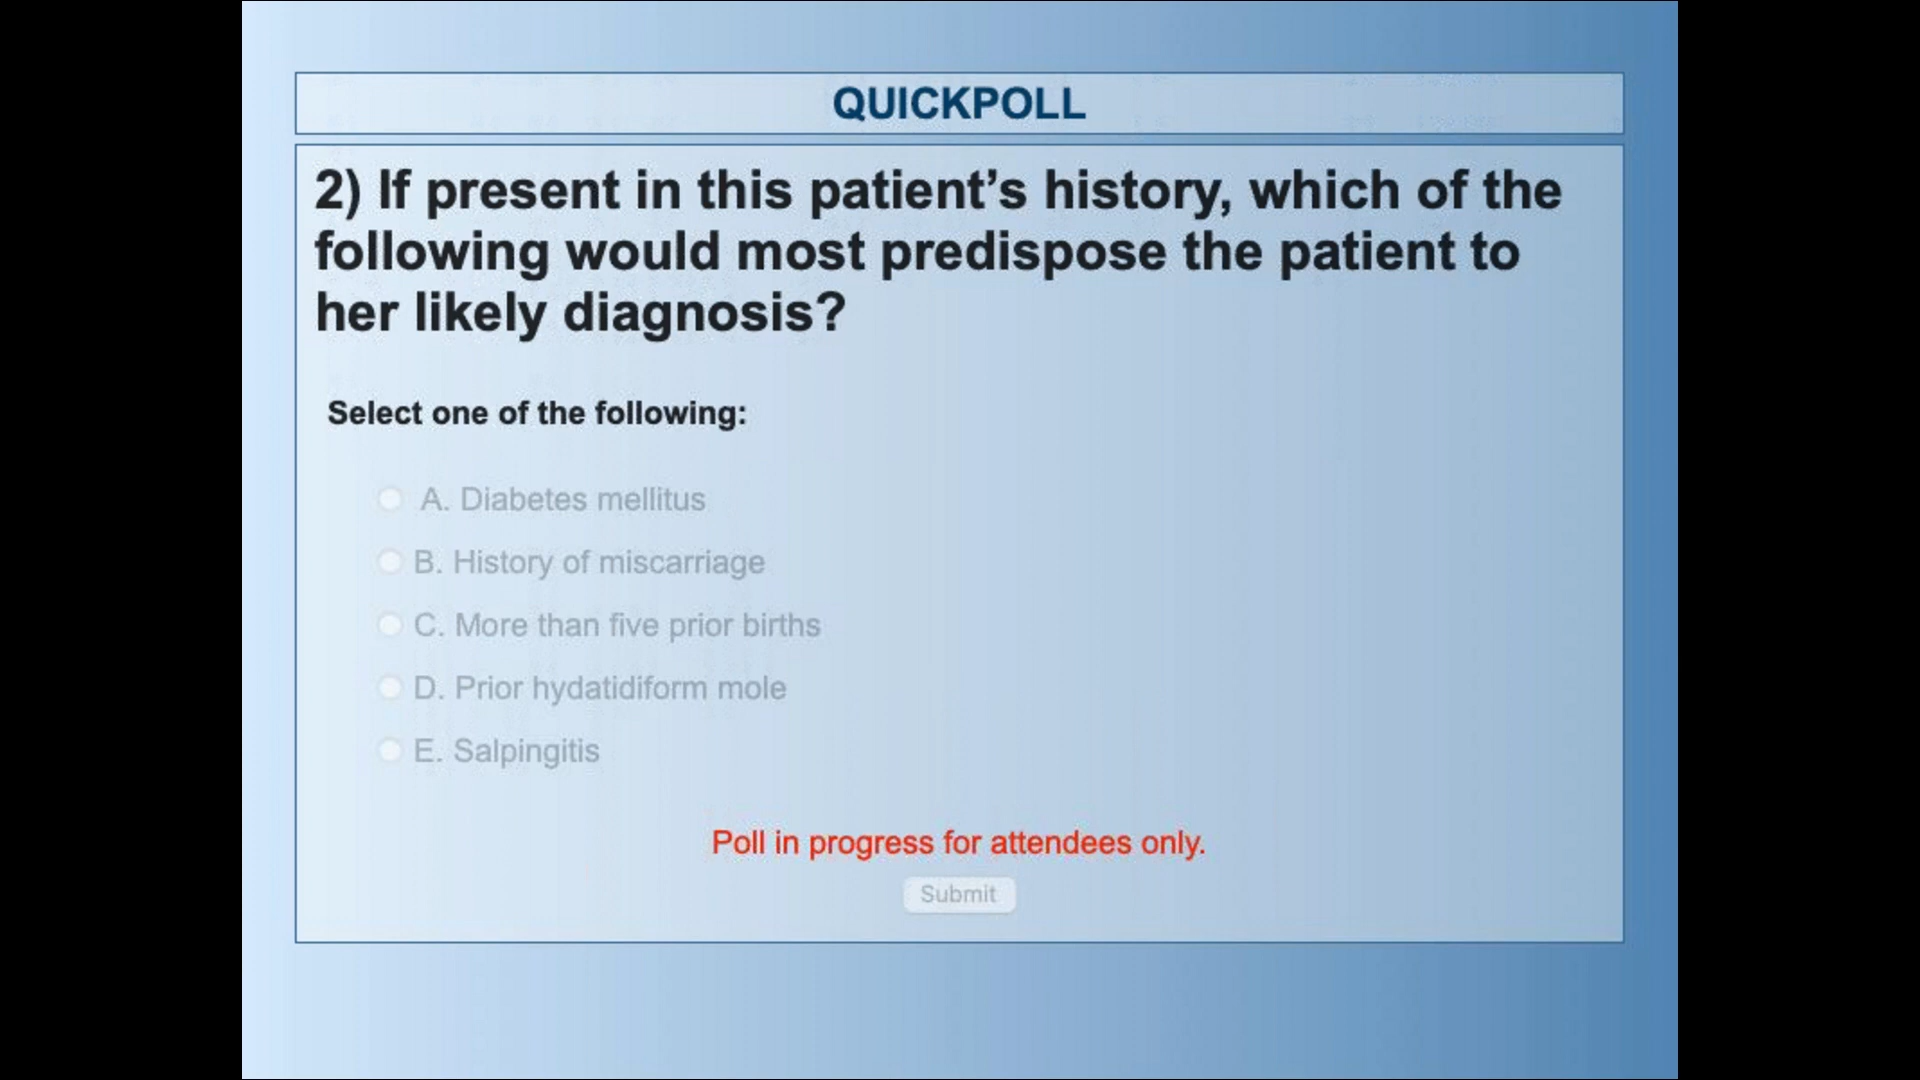 QUICKPOLL
2) If present in this patient’s history, which of the
following would most predispose the patient to
her likely diagnosis?
Select one of the following:
A. Diabetes mellitus
B. History of miscarriage
C. More than five prior births
D. Prior hydatidiform mole
E. Salpingitis
Poll in progress for attendees only.
Submit